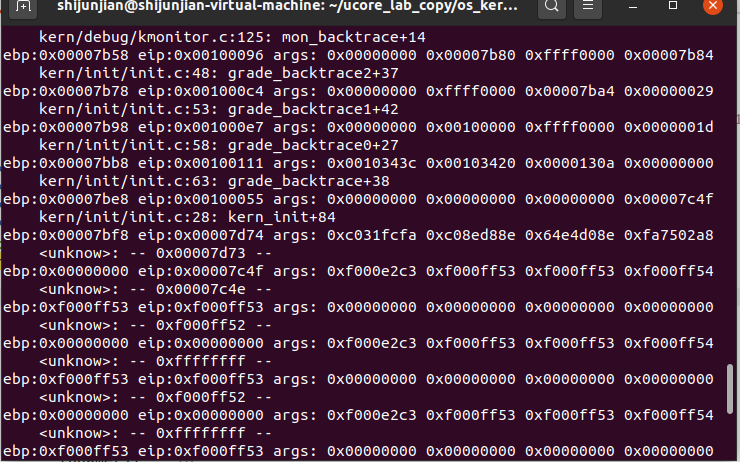 shijunjian@shijunjian-virtual-machine: ~/ucore_lab_copy/os_ker...
kern/debug/kmonitor.c:125: mon_backtrace+14
ebp:0x00007b58 eip:0x00100096 args: 0x00000000 0x00007b80 0xffff0000 0x00007b84
kern/init/init.c:48: grade_backtrace2+37
ebp:0x00007b78 eip:0x001000c4 args: 0x00000000 0xffff0000 0x00007ba4 0x00000029
kern/init/init.c:53: grade_backtrace1+42
ebp:0x00007b98 eip:0x001000e7 args: 0x00000000 0x00100000 0xffff0000 0x0000001d
kern/init/init.c:58: grade_backtrace0+27
ebp:0x00007bb8 eip:0x00100111 args: 0x0010343c 0x00103420 0x0000130a 0x00000000
kern/init/init.c:63: grade_backtrace+38
ebp:0x00007be8 eip:0x00100055 args: 0x00000000 0x00000000 0x00000000 0x00007c4f
kern/init/init.c:28: kern_init+84
ebp:0x00007bf8 eip:0x00007d74 args: 0xc031fcfa 0xc08ed88e 0x64e4d08e 0xfa7502a8
<unknow>: -- 0x00007d73 --
ebp:0x00000000 eip:0x00007c4f args: 0xf000e2c3 0xf000ff53 0xf000ff53 0xf000ff54
<unknow>: -- 0x00007c4e --
ebp:0xf000ff53 eip:0xf000ff53 args: 0x00000000 0x00000000 0x00000000 0x00000000
<unknow>: -- 0xf000ff52 --
ebp:0x00000000 eip:0x00000000 args: 0xf000e2c3 0xf000ff53 0xf000ff53 0xf000ff54
<unknow>: -- 0xffffffff --
ebp:0xf000ff53 eip:0xf000ff53 args: 0x00000000 0x00000000 0x00000000 0x00000000
<unknow>: -- 0xf000ff52 --
ebp:0x00000000 eip:0x00000000 args: 0xf000e2c3 0xf000ff53 0xf000ff53 0xf000ff54
<unknow>: -- 0xffffffff --
ebp:0xf000ff53 eip:0xf000ff53 args: 0x00000000 0x00000000 0x00000000 0x00000000